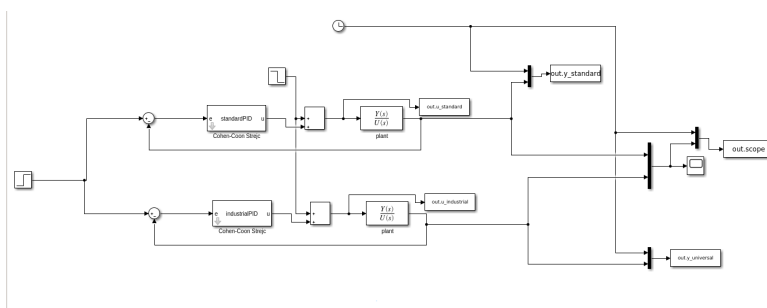 out.y_standard
out.u_standard
e standardPID u
Y(s)
U(s)
Cohen-Coon Strejc
plant
out.scope
out.u_industrial
e industrialPID u
Y(s)
U(s)
Cohen-Coon Strejc
plant
out.y_universal